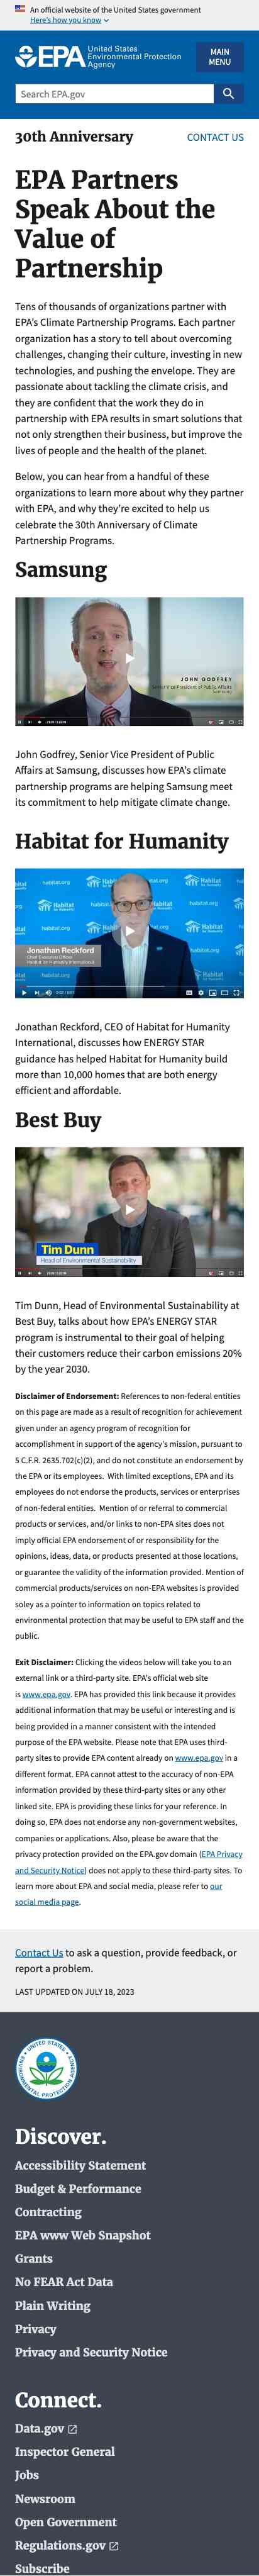 An official website of the United States government
Here's how you know
EPA United States
Environmental Protection
Agency
MAIN
MENU
Search EPA.gov
30th Anniversary
CONTACT US
EPA Partners
Speak About the
Value of
Partnership
Tens of thousands of organizations partner with
EPA's Climate Partnership Programs. Each partner
organization has a story to tell about overcoming
challenges, changing their culture, investing in new
technologies, and pushing the envelope. They are
passionate about tackling the climate crisis, and
they are confident that the work they do in
partnership with EPA results in smart solutions that
not only strengthen their business, but improve the
lives of people and the health of the planet.
Below, you can hear from a handful of these
organizations to learn more about why they partner
with EPA, and why they're excited to help us
celebrate the 30th Anniversary of Climate
Partnership Programs.
Samsung
JOHN GODFREY
Senior Vice President of Public Affairs
Samsung
John Godfrey, Senior Vice President of Public
Affairs at Samsung, discusses how EPA's climate
partnership programs are helping Samsung meet
its commitment to help mitigate climate change.
Habitat for Humanity
habitat.org
Jonathan Reckford
Chief Executive Officer
Habitat for Humanity International
Jonathan Reckford, CEO of Habitat for Humanity
International, discusses how ENERGY STAR
guidance has helped Habitat for Humanity build
more than 10,000 homes that are both energy
efficient and affordable.
Best Buy
Tim Dunn
Head of Environmental Sustainability
Tim Dunn, Head of Environmental Sustainability at
Best Buy, talks about how EPA's ENERGY STAR
program is instrumental to their goal of helping
their customers reduce their carbon emissions 20%
by the year 2030.
Disclaimer of Endorsement: References to non-federal entities
on this page are made as a result of recognition for achievement
given under an agency program of recognition for
accomplishment in support of the agency's mission, pursuant to
5 C.F.R. 2635.702(c)(2), and do not constitute an endorsement by
the EPA or its employees. With limited exceptions, EPA and its
employees do not endorse the products, services or enterprises
of non-federal entities. Mention of or referral to commercial
products or services, and/or links to non-EPA sites does not
imply official EPA endorsement of or responsibility for the
opinions, ideas, data, or products presented at those locations,
or guarantee the validity of the information provided. Mention of
commercial products/services on non-EPA websites is provided
soley as a pointer to information on topics related to
environmental protection that may be useful to EPA staff and the
public.
Exit Disclaimer: Clicking the videos below will take you to an
external link or a third-party site. EPA's official web site
is www.epa.gov. EPA has provided this link because it provides
additional information that may be useful or interesting and is
being provided in a manner consistent with the intended
purpose of the EPA website. Please note that EPA uses third-
party sites to provide EPA content already on www.epa.gov in a
different format. EPA cannot attest to the accuracy of non-EPA
information provided by these third-party sites or any other
linked site. EPA is providing these links for your reference. In
doing so, EPA does not endorse any non-government websites,
companies or applications. Also, please be aware that the
privacy protection provided on the EPA.gov domain (EPA Privacy
and Security Notice) does not apply to these third-party sites. To
learn more about EPA and social media, please refer to our
social media page.
Contact Us to ask a question, provide feedback, or
report a problem.
LAST UPDATED ON JULY 18, 2023
Discover.
Accessibility Statement
Budget & Performance
Contracting
EPA www Web Snapshot
Grants
No FEAR Act Data
Plain Writing
Privacy
Privacy and Security Notice
Connect.
Data.gov
Inspector General
Jobs
Newsroom
Open Government
Regulations.gov
Subscribe